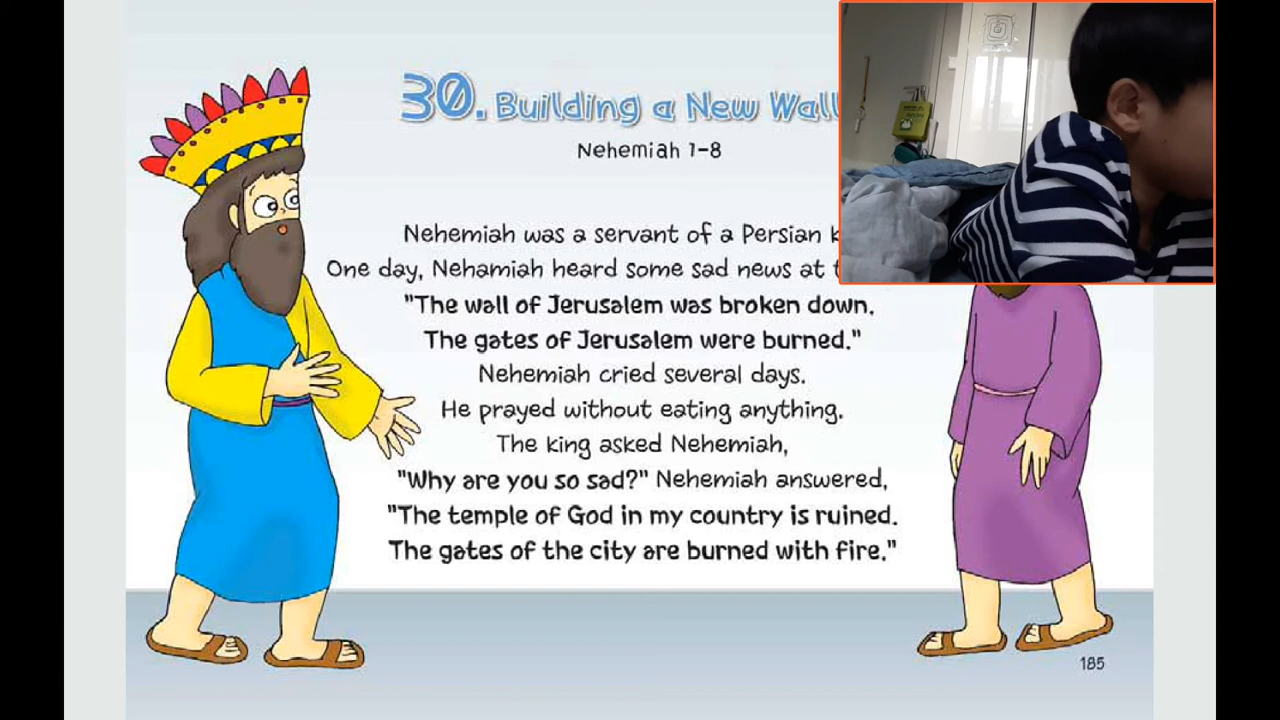 30. Building a New Wall
Nehemiah 1-8
Nehemiah was a servant of a Persian
One day, Nehamiah heard some sad news at
"The wall of Jerusalem was broken down.
The gates of Jerusalem were burned."
Nehemiah cried several days.
He prayed without eating anything.
The king asked Nehemiah,
"Why are you so sad?" Nehemiah answered,
"The temple of God in my country is ruined.
The gates of the city are burned with fire."
185